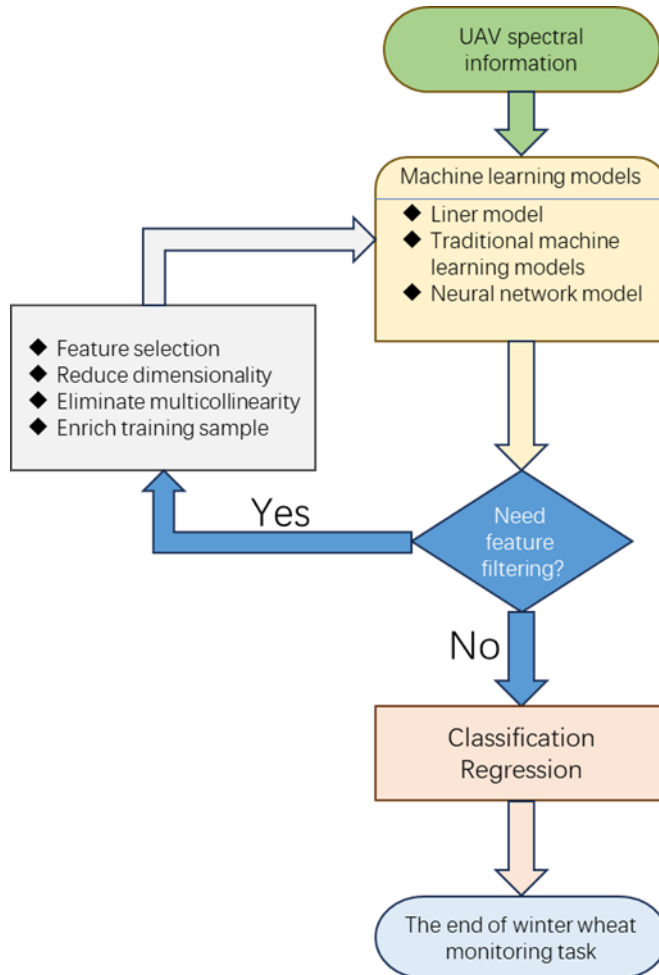 UAV spectral
information
Machine learning models
◆ Liner model
◆ Traditional machine
learning models
◆ Neural network model
◆ Feature selection
◆ Reduce dimensionality
◆ Eliminate multicollinearity
◆ Enrich training sample
Yes
Need
feature
filtering?
No
Classification
Regression
The end of winter wheat
monitoring task